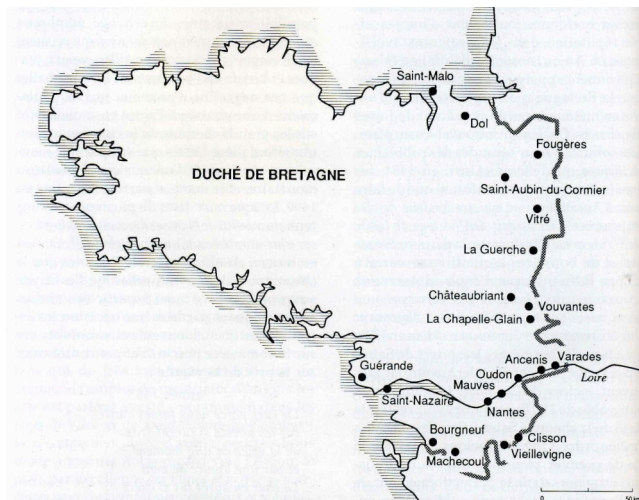 Saint-Malo
Dol
Fougères
DUCHÉ DE BRETAGNE
Saint-Aubin-du-Cormier
Vitré
La Guerche
Châteaubriant
Vouvantes
La Chapelle-Glain
Guérande
Ancenis
Varades
Oudon
Mauves
Loire
Saint-Nazaire
Nantes
Bourgneuf
Clisson
Machecoul
Vieillevigne
0